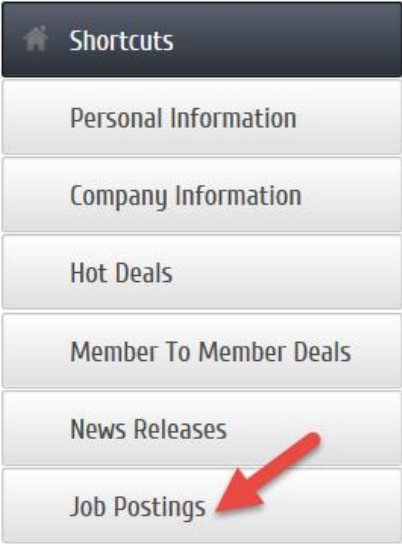 Shortcuts
Personal Information
Company Information
Hot Deals
Member To Member Deals
News Releases
Job Postings